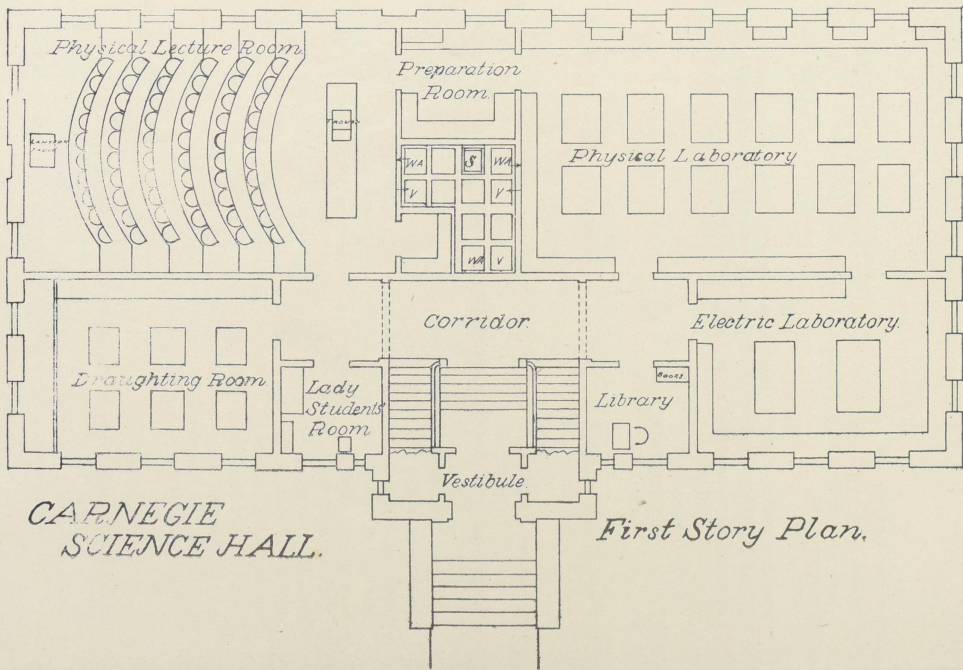 Physical Lecture Room
Preparation
Room.
WA
S
WA
V
V
WA
V
Physical Laboratory
Corridor.
Electric Laboratory.
Draughting Room
Lady
Students'
Room
BOOKS.
Library
Vestibule.
CARNEGIE
SCIENCE HALL.
First Story Plan.